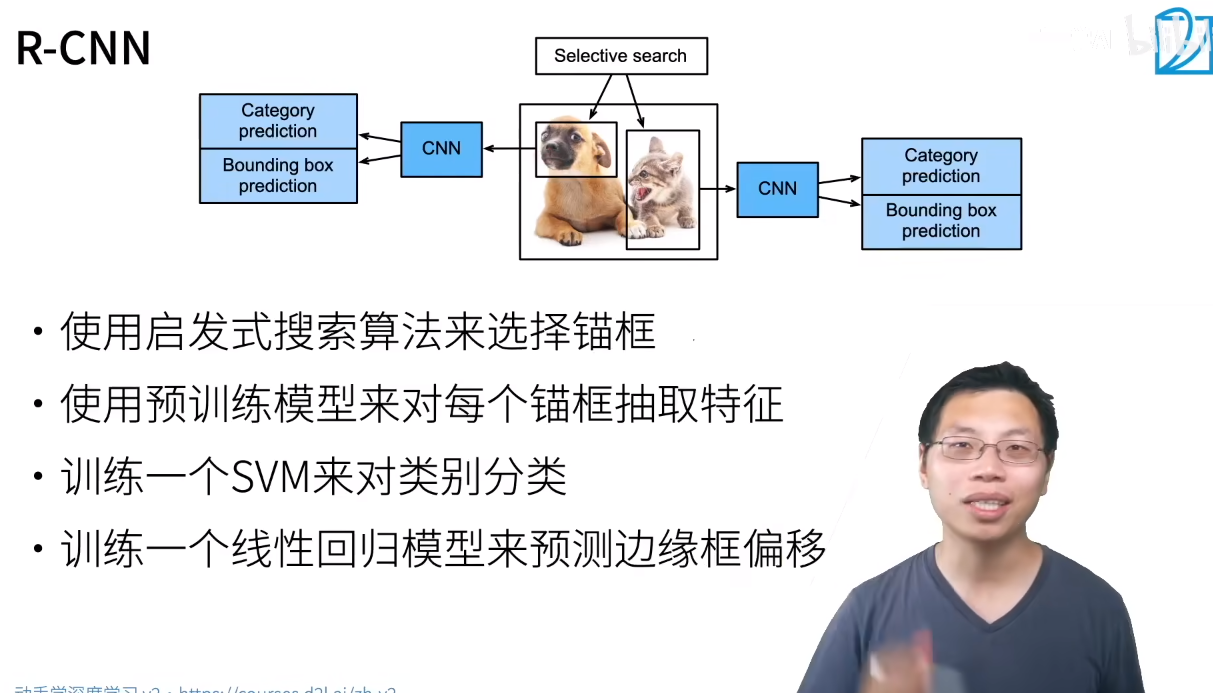 R-CNN
Selective search
Category
prediction
Bounding box
prediction
CNN
CNN
Category
prediction
Bounding box
prediction
• 使用启发式搜索算法来选择锚框
• 使用预训练模型来对每个锚框抽取特征
• 训练一个SVM来对类别分类
• 训练一个线性回归模型来预测边缘框偏移
动手学深度学习 v2 • https://courses.d2l.ai/zh-v2